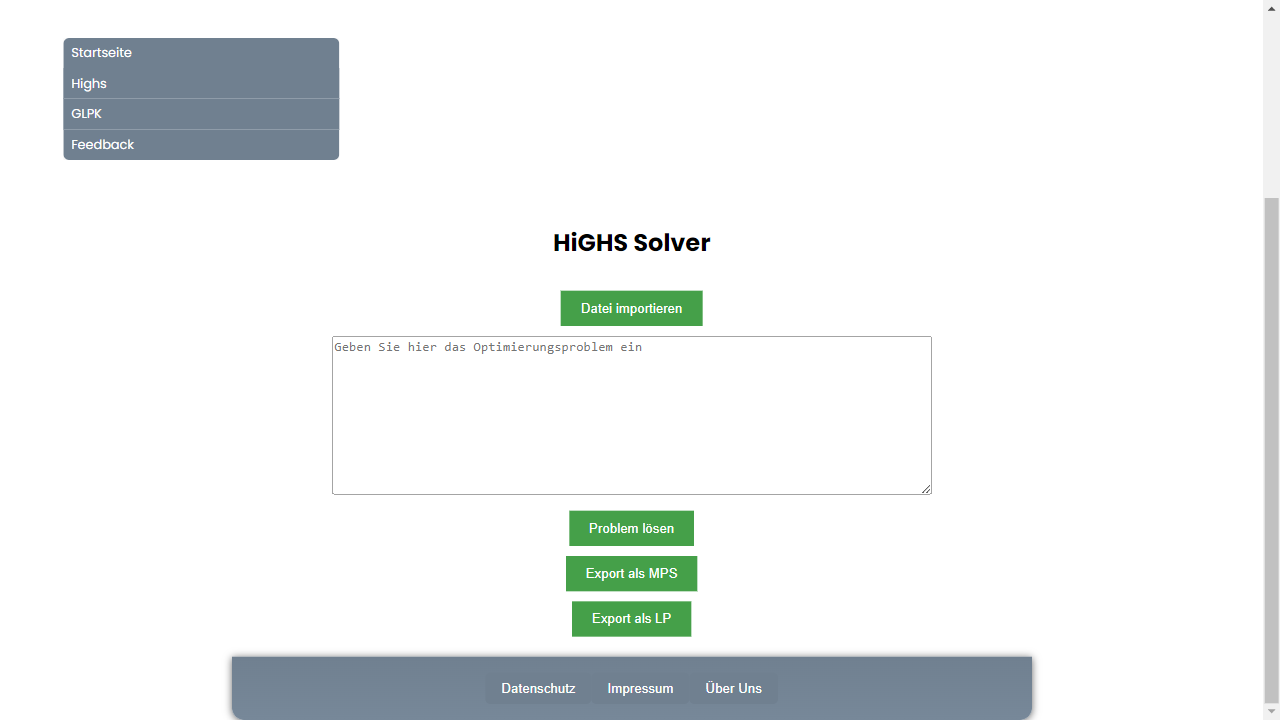 Startseite
Highs
GLPK
Feedback
HiGHS Solver
Datei importieren
Geben Sie hier das Optimierungsproblem ein
Problem lösen
Export als MPS
Export als LP
Datenschutz Impressum Über Uns